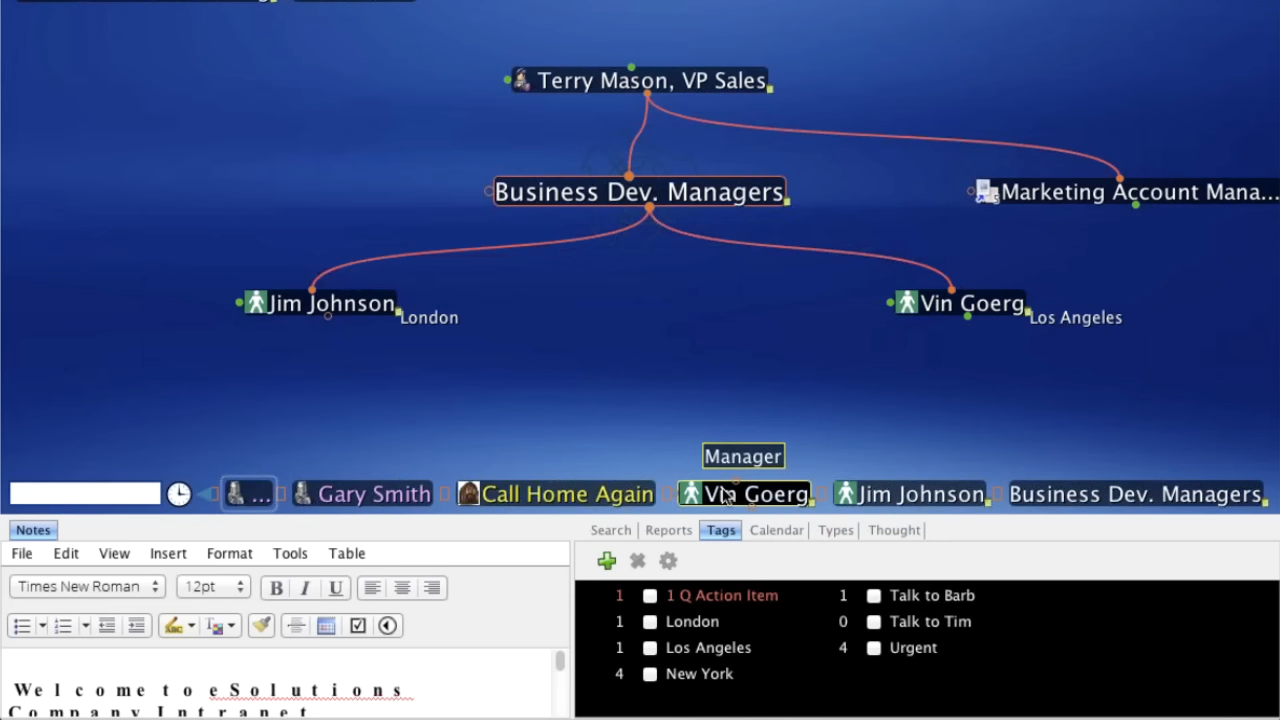 Terry Mason, VP Sales
Business Dev. Managers
Marketing Account Mana...
Jim Johnson
London
Vin Goerg
Los Angeles
Manager
...
Gary Smith
Call Home Again
Vin Goerg
Jim Johnson
Business Dev. Managers
Notes
Search Reports Tags Calendar Types Thought
File Edit View Insert Format Tools Table
Times New Roman 12pt B I U
1 1 Q Action Item
1 London
1 Los Angeles
4 New York
1 Talk to Barb
0 Talk to Tim
4 Urgent
Welcome to eSolutions
Company Intranet